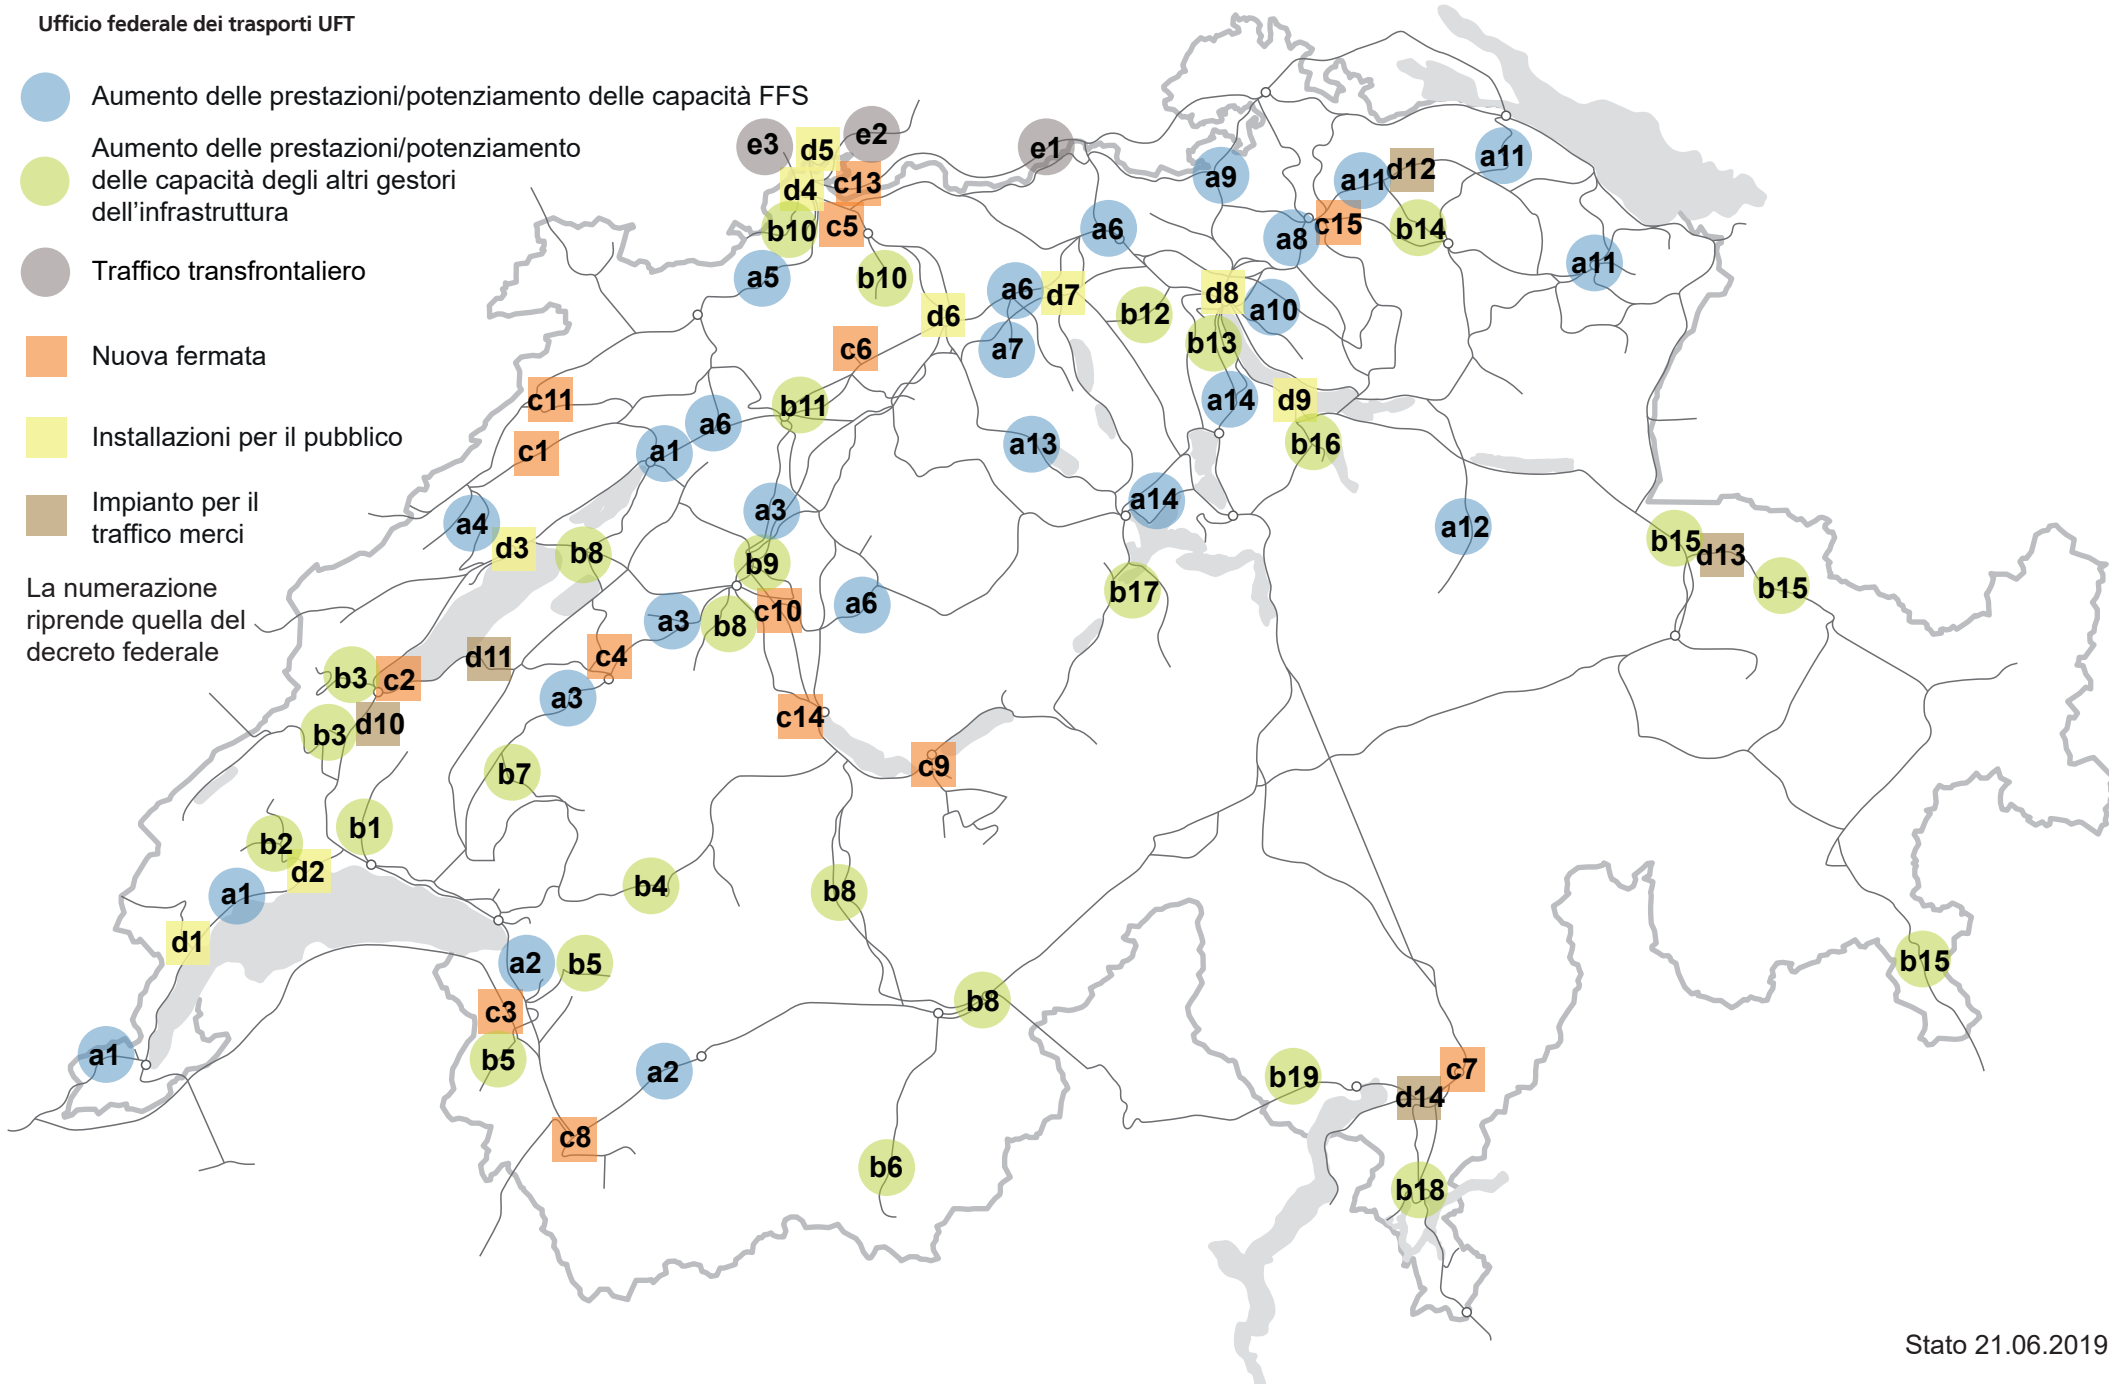 Ufficio federale dei trasporti UFT
Aumento delle prestazioni/potenziamento delle capacità FFS
Aumento delle prestazioni/potenziamento
delle capacità degli altri gestori
dell'infrastruttura
Traffico transfrontaliero
Nuova fermata
Installazioni per il pubblico
Impianto per il
traffico merci
La numerazione
riprende quella del
decreto federale
e3
d5
e2
e1
d4
c13
a9
a11
d12
a11
b10
c5
a6
a8
c15
b14
a5
b10
a11
d6
a6
d7
b12
d8
a10
c6
a7
b13
c11
b11
a14
d9
c1
a1
a6
a13
b16
a4
a3
a14
a12
d3
b8
b9
b15
d13
b15
b17
a3
b8
c10
a6
b3
c2
d11
c4
b3
d10
a3
c14
b7
c9
b2
b1
d2
a1
b4
b8
d1
a2
b5
b15
c3
b8
a1
b5
a2
b19
c7
d14
c8
b6
b18
Stato 21.06.2019